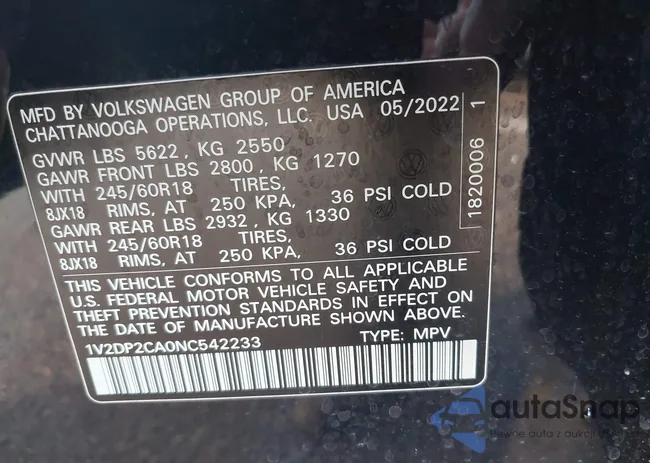 MFD BY VOLKSWAGEN GROUP OF AMERICA
CHATTANOOGA OPERATIONS, LLC. USA 05/2022
GVWR LBS 5622, KG 2550
GAWR FRONT LBS 2800, KG 1270
WITH 245/60R18 TIRES,
8JX18 RIMS, AT 250 KPA, 36 PSI COLD
GAWR REAR LBS 2932, KG 1330
WITH 245/60R18 TIRES,
8JX18 RIMS, AT 250 KPA, 36 PSI COLD
1820006 1
THIS VEHICLE CONFORMS TO ALL APPLICABLE
U.S. FEDERAL MOTOR VEHICLE SAFETY AND
THEFT PREVENTION STANDARDS IN EFFECT ON
THE DATE OF MANUFACTURE SHOWN ABOVE.
1V2DP2CA0NC542233 TYPE: MPV
autaSnap
Pewne auta z aukcji